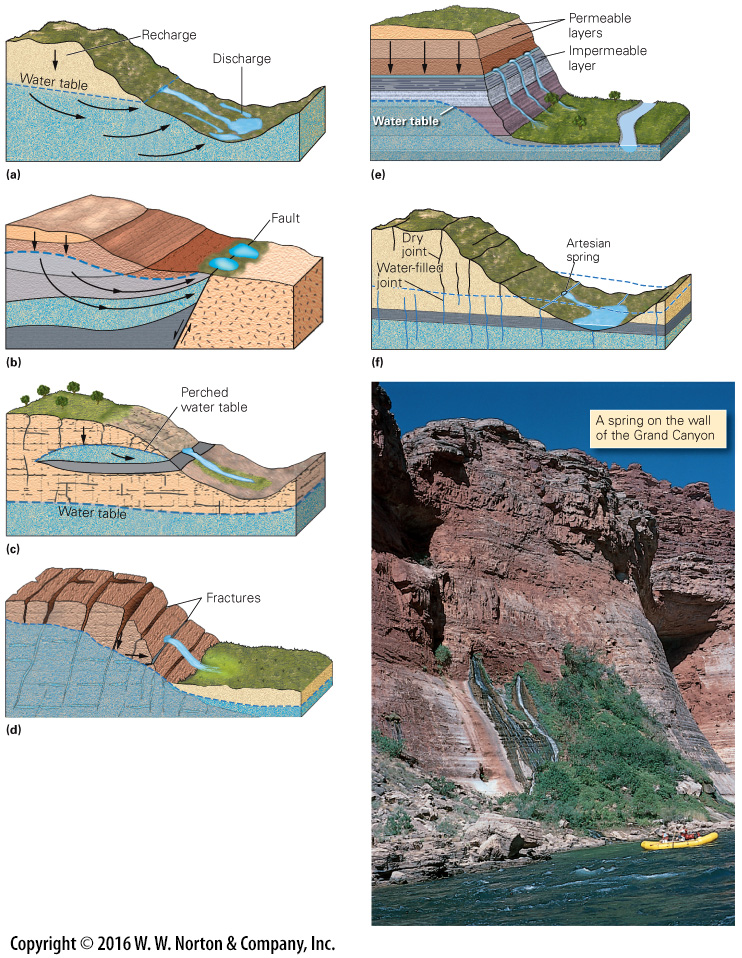 Recharge
Discharge
Water table
(a)
Fault
(b)
Perched
water table
Water table
(c)
Fractures
(d)
Permeable
layers
Impermeable
layer
Water table
(e)
Dry
joint
Water-filled
joint
Artesian
spring
(f)
A spring on the wall
of the Grand Canyon
Copyright © 2016 W. W. Norton & Company, Inc.